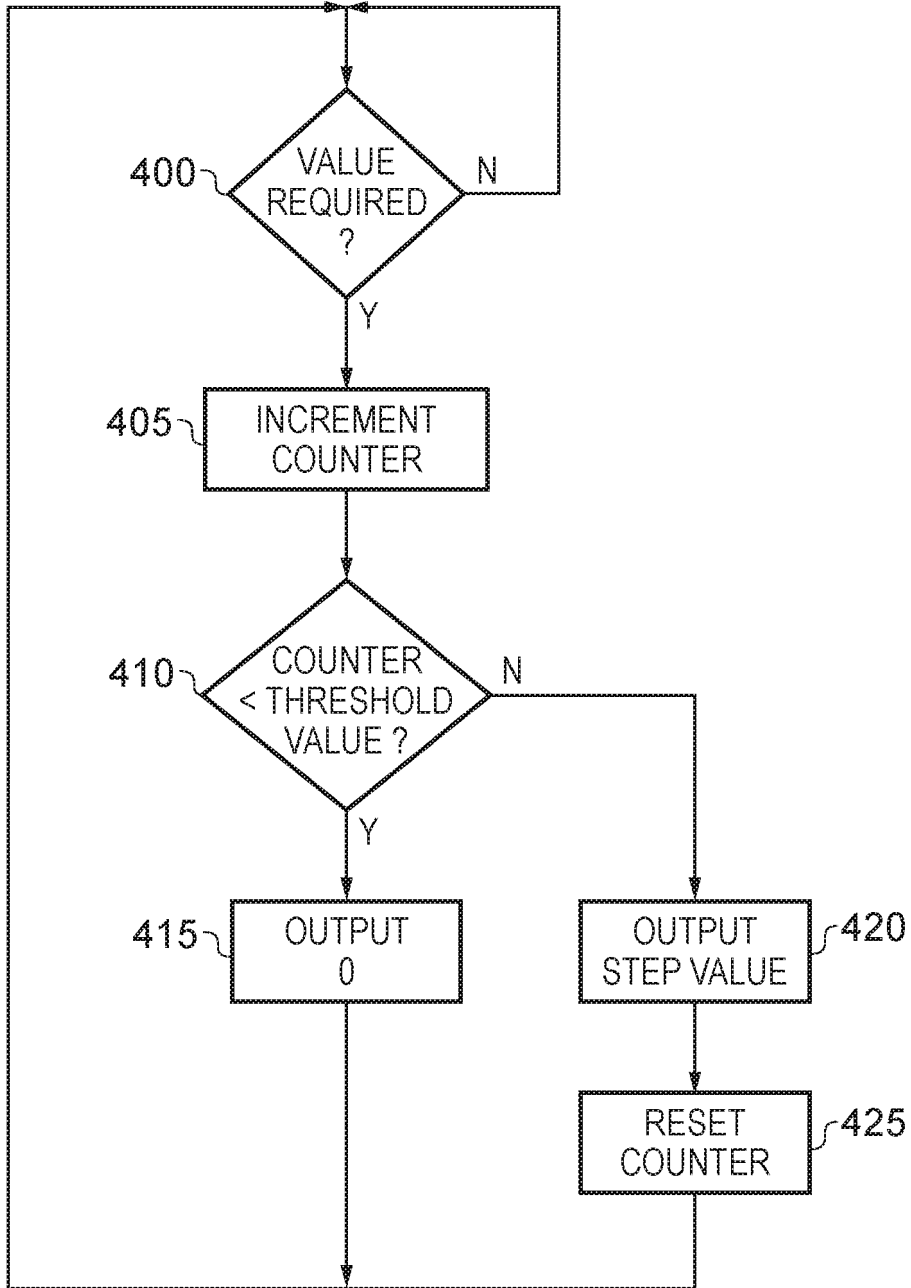 400
VALUE
REQUIRED
?
N
Y
405
INCREMENT
COUNTER
410
COUNTER
< THRESHOLD
VALUE ?
N
Y
415
OUTPUT
0
OUTPUT
STEP VALUE
420
RESET
COUNTER
425